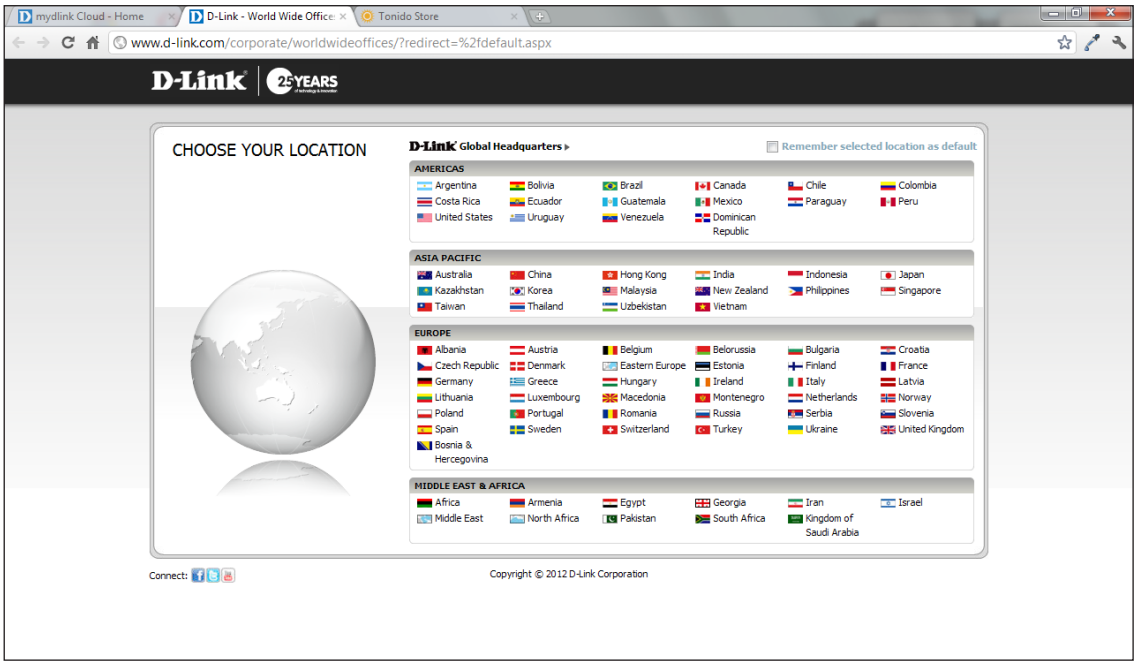 mydlink Cloud - Home
D-Link - World Wide Office
Tonido Store
www.d-link.com/corporate/worldwideoffices/?redirect=%2fdefault.aspx
D-Link 25 YEARS
CHOOSE YOUR LOCATION
D-Link Global Headquarters
Remember selected location as default
AMERICAS
Argentina Bolivia Brazil Canada Chile Colombia
Costa Rica Ecuador Guatemala Mexico Paraguay Peru
United States Uruguay Venezuela Dominican
Republic
ASIA PACIFIC
Australia China Hong Kong India Indonesia Japan
Kazakhstan Korea Malaysia New Zealand Philippines Singapore
Taiwan Thailand Uzbekistan Vietnam
EUROPE
Albania Austria Belgium Belorussia Bulgaria Croatia
Czech Republic Denmark Eastern Europe Estonia Finland France
Germany Greece Hungary Ireland Italy Latvia
Lithuania Luxembourg Macedonia Montenegro Netherlands Norway
Poland Portugal Romania Russia Serbia Slovenia
Spain Sweden Switzerland Turkey Ukraine United Kingdom
Bosnia &
Hercegovina
MIDDLE EAST & AFRICA
Africa Armenia Egypt Georgia Iran Israel
Middle East North Africa Pakistan South Africa Kingdom of
Saudi Arabia
Connect:
Copyright © 2012 D-Link Corporation